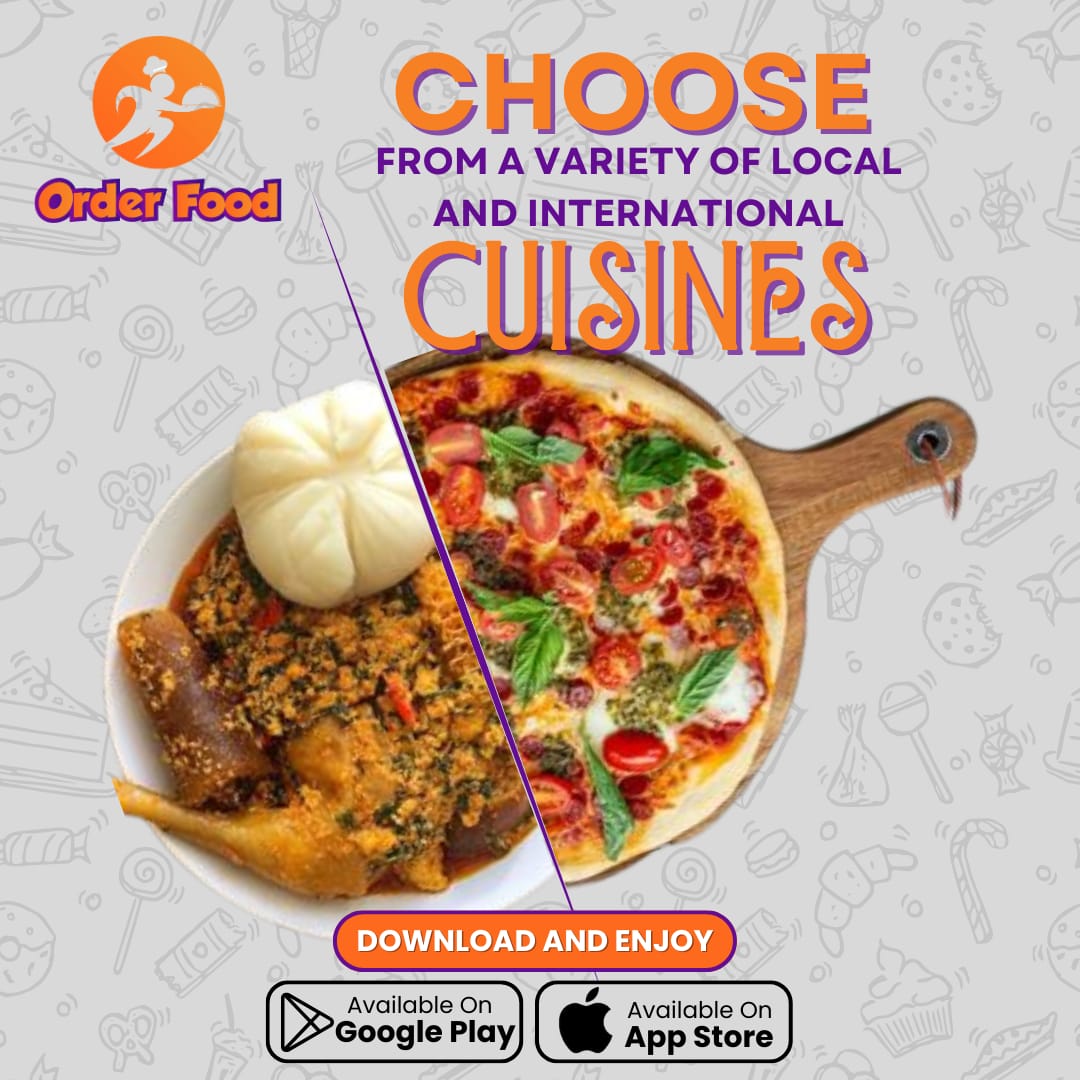 Order Food
CHOOSE
FROM A VARIETY OF LOCAL
AND INTERNATIONAL
CUISINES
DOWNLOAD AND ENJOY
Available On
Google Play
Available On
App Store